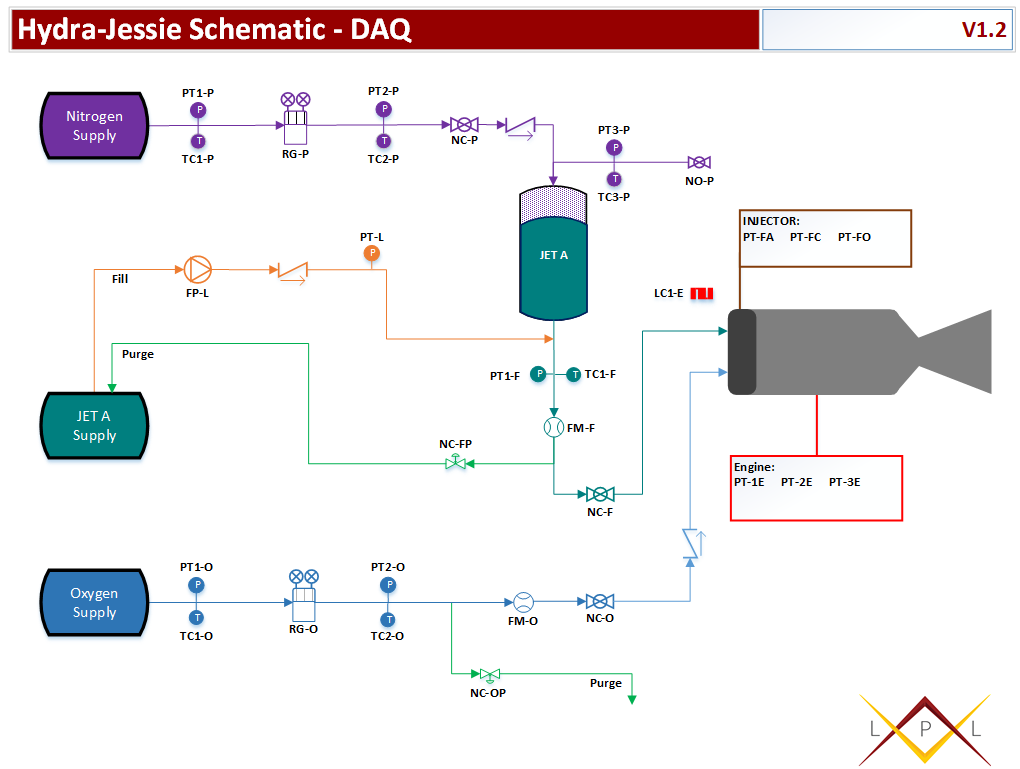 Hydra-Jessie Schematic - DAQ
V1.2
PT1-P
PT2-P
P
P
Nitrogen
Supply
T
T
TC1-P
RG-P
TC2-P
NC-P
PT3-P
P
T
TC3-P
NO-P
JET A
INJECTOR:
PT-FA PT-FC PT-FO
PT-L
P
Fill
FP-L
LC1-E
Purge
PT1-F
P
T
TC1-F
JET A
Supply
FM-F
NC-FP
NC-F
Engine:
PT-1E PT-2E PT-3E
PT1-O
PT2-O
P
P
Oxygen
Supply
T
T
TC1-O
RG-O
TC2-O
FM-O
NC-O
NC-OP
Purge
L P L